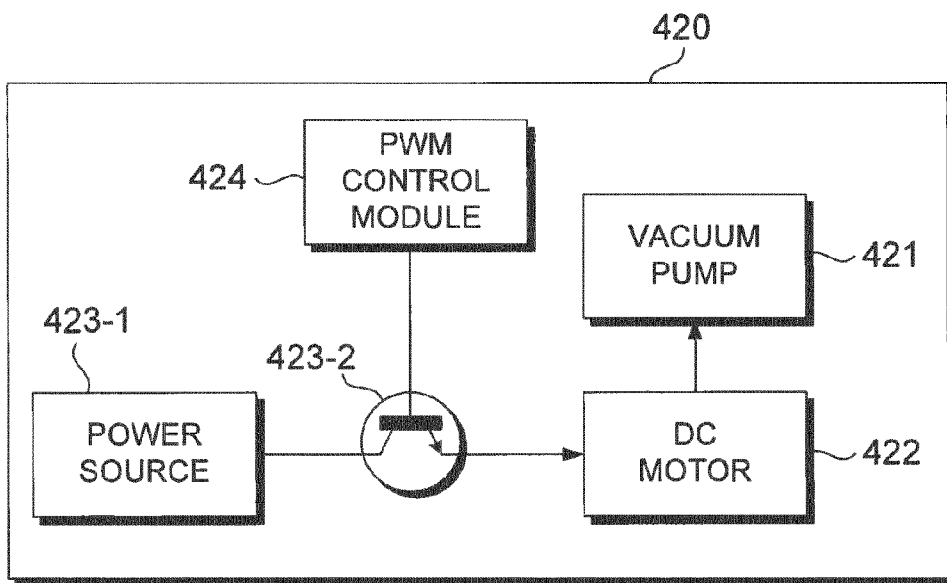 420
PWM
CONTROL
MODULE
424
VACUUM
PUMP
421
423-1
423-2
POWER
SOURCE
DC
MOTOR
422